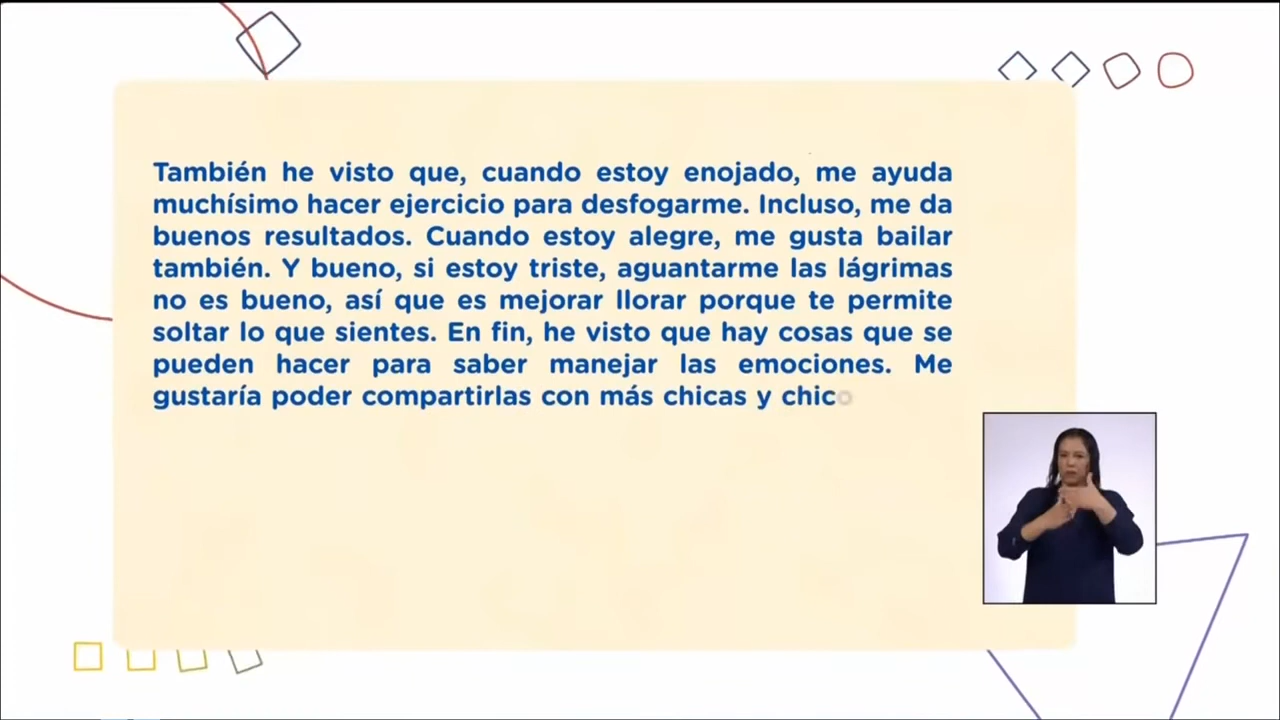 También he visto que, cuando estoy enojado, me ayuda
muchísimo hacer ejercicio para desfogarme. Incluso, me da
buenos resultados. Cuando estoy alegre, me gusta bailar
también. Y bueno, si estoy triste, aguantarme las lágrimas
no es bueno, así que es mejorar llorar porque te permite
soltar lo que sientes. En fin, he visto que hay cosas que se
pueden hacer para saber manejar las emociones. Me
gustaría poder compartirlas con más chicas y chico